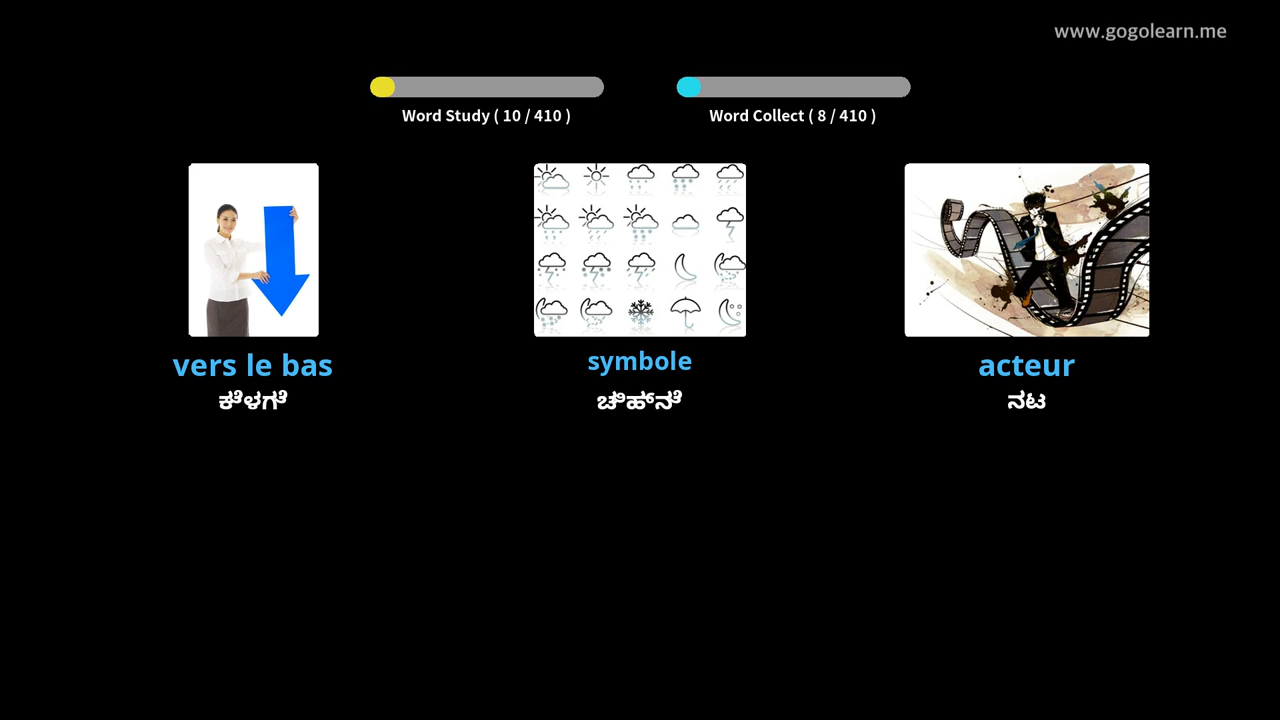 www.gogolearn.me
Word Study ( 10 / 410 )
Word Collect ( 8 / 410 )
vers le bas
ಕೆಳಗೆ
symbole
ಚಿಹ್ನೆ
acteur
ನಟ